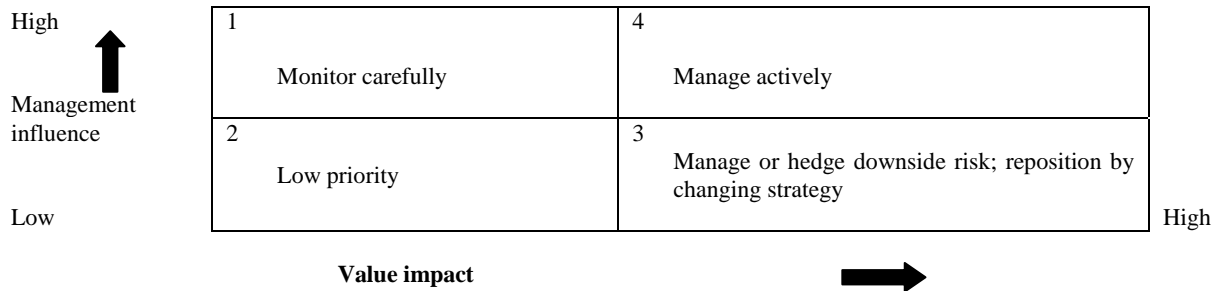 High
1
4
Monitor carefully
Manage actively
Management
influence
2
3
Low priority
Manage or hedge downside risk; reposition by
changing strategy
Low
High
Value impact